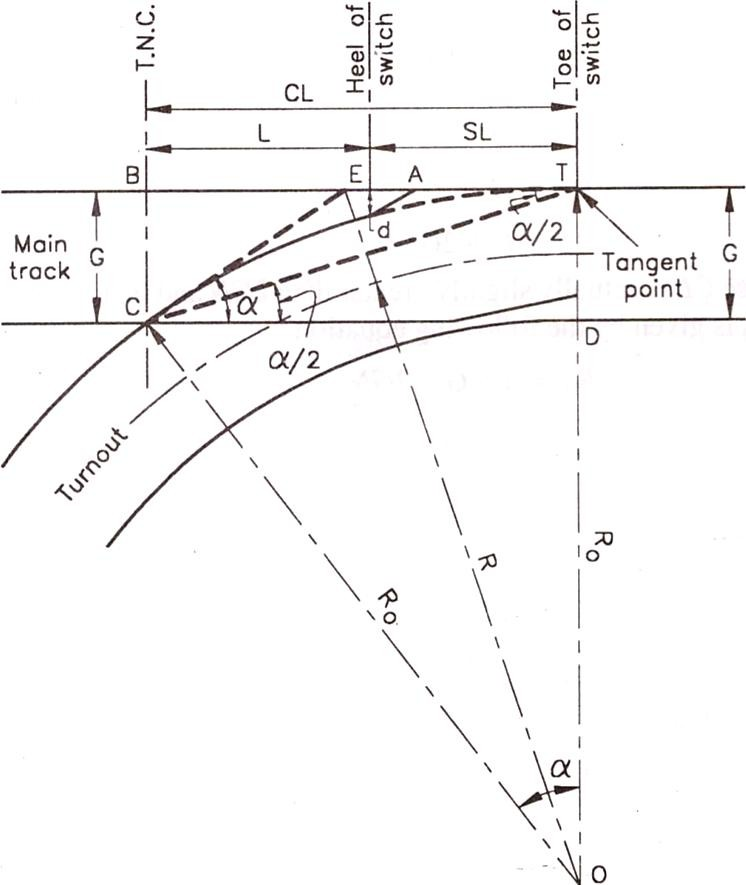 T.N.C.
Heel of
switch
Toe of
switch
CL
L
SL
B
E
A
T
d
α/2
Main
track
G
G
Tangent
point
C
α
α/2
D
Turnout
R
Ro
Ro
α
O